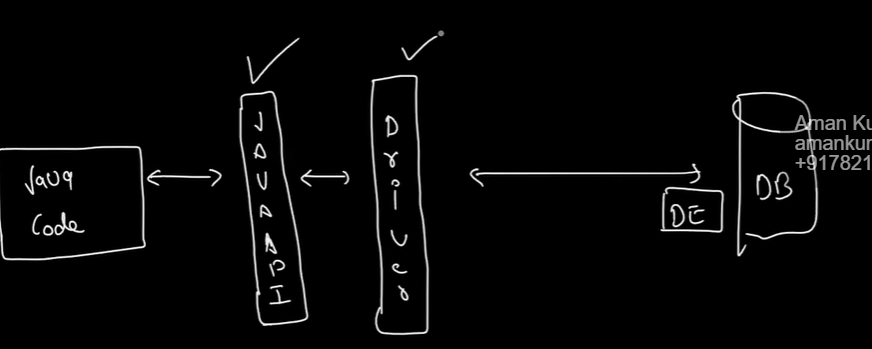 Java
Code
JAVA API
Driver
DE
DB
Aman Ku
amankur
+917821